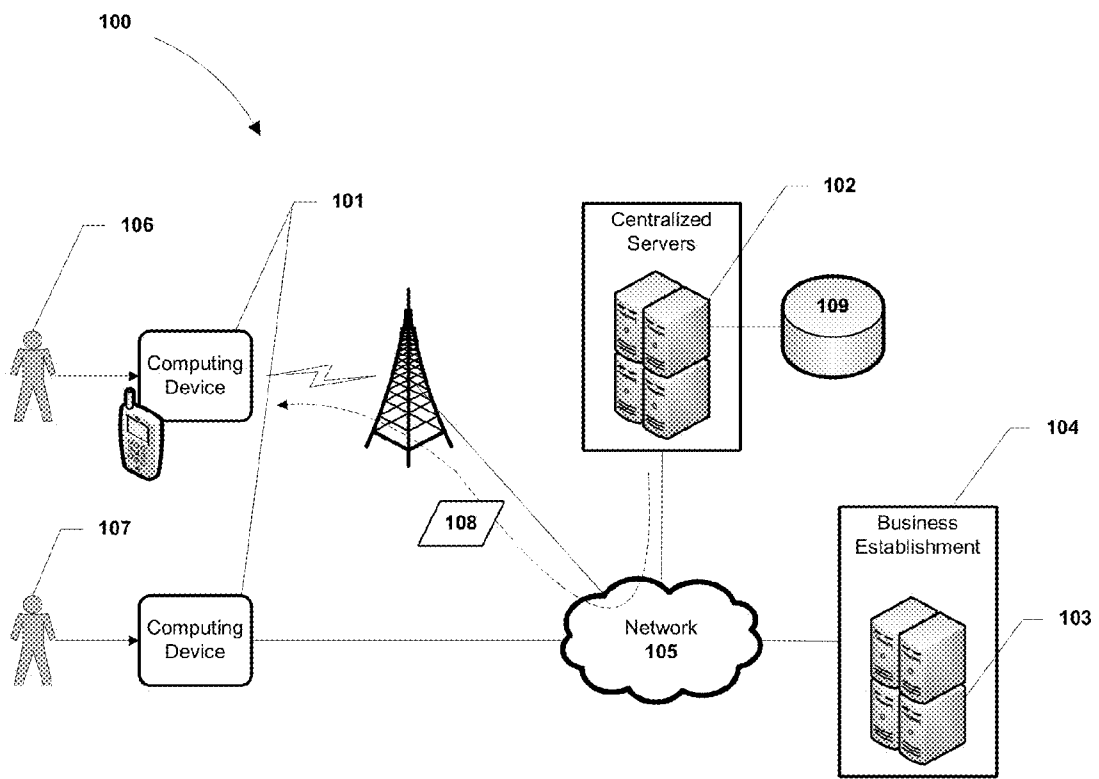 100
102
101
106
Centralized
Servers
109
Computing
Device
104
108
Business
Establishment
107
Computing
Device
Network
105
103